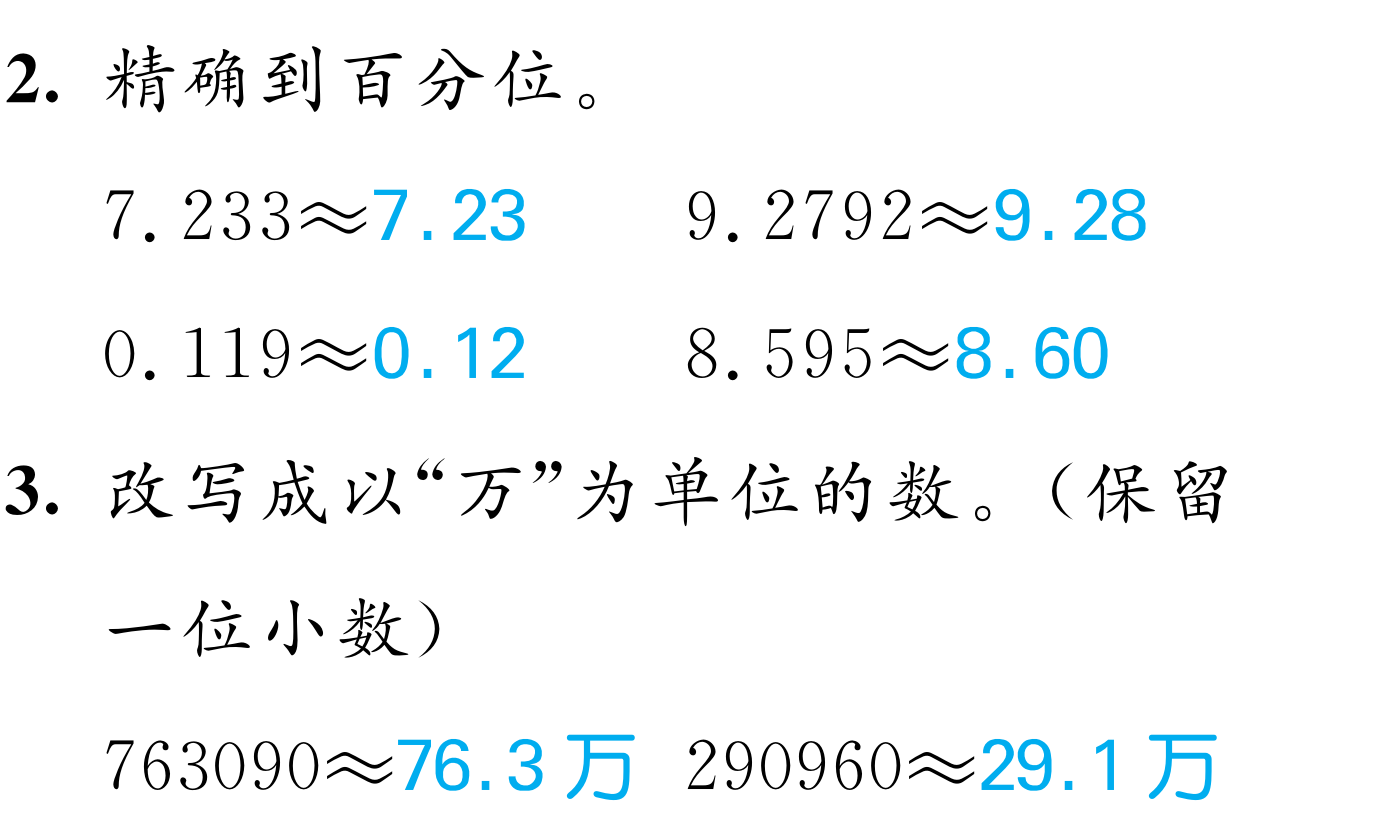 2. 精确到百分位。
7.233≈7.23 9.2792≈9.28
0.119≈0.12 8.595≈8.60
3. 改写成以“万”为单位的数。(保留
一位小数)
763090≈76.3万 290960≈29.1万